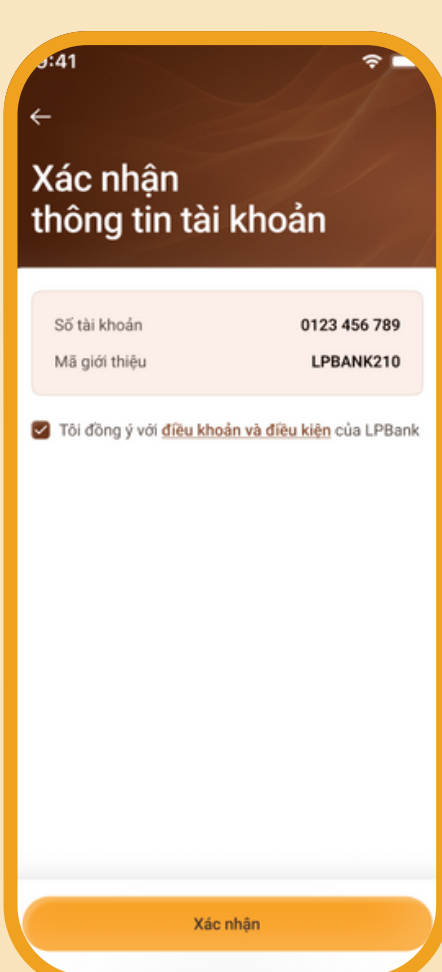 9:41
Xác nhận
thông tin tài khoản
Số tài khoản 0123 456 789
Mã giới thiệu LPBANK210
Tôi đồng ý với điều khoản và điều kiện của LPBank
Xác nhận